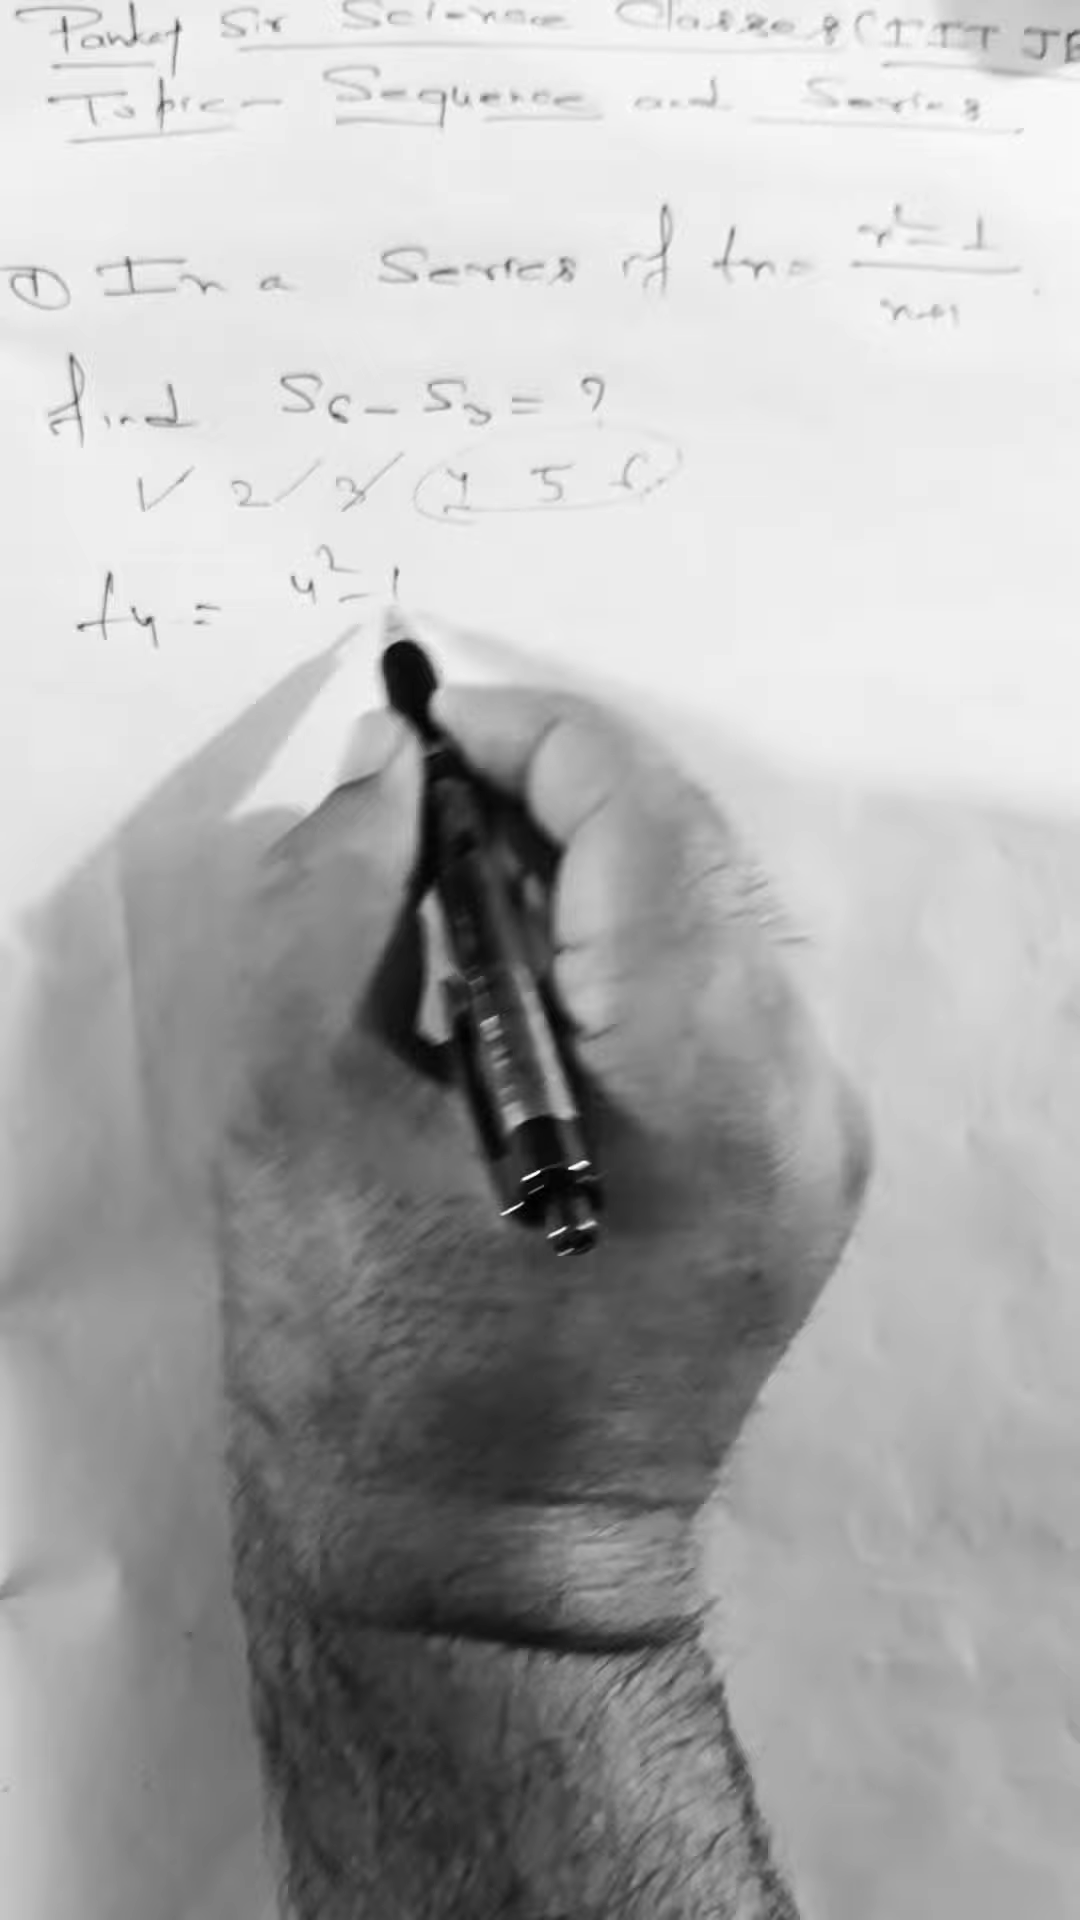 Pankaj Sir Science Classes (IIT JE
Topic - Sequence and Series
① In a Series if tn = n² - 1 / n+1
find S6 - S3 = ?
1 2 3 4 5 6
t4 = 4² - 1